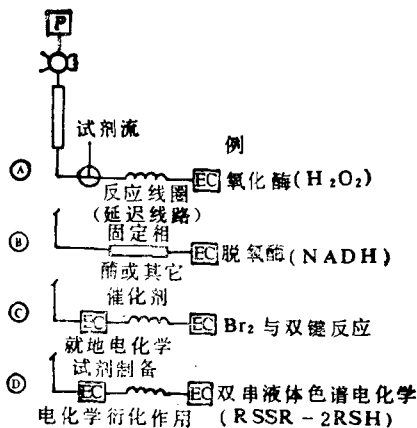 P
试剂流
例
Ⓐ
EC 氧化酶(H₂O₂)
反应线圈
(延迟线路)
固定相
Ⓑ
EC 脱氧酶(NADH)
酶或其它
催化剂
Ⓒ
EC
EC Br₂与双键反应
就地电化学
试剂制备
Ⓓ
EC
EC 双串液体色谱电化学
电化学衍化作用
(RSSR-2RSH)